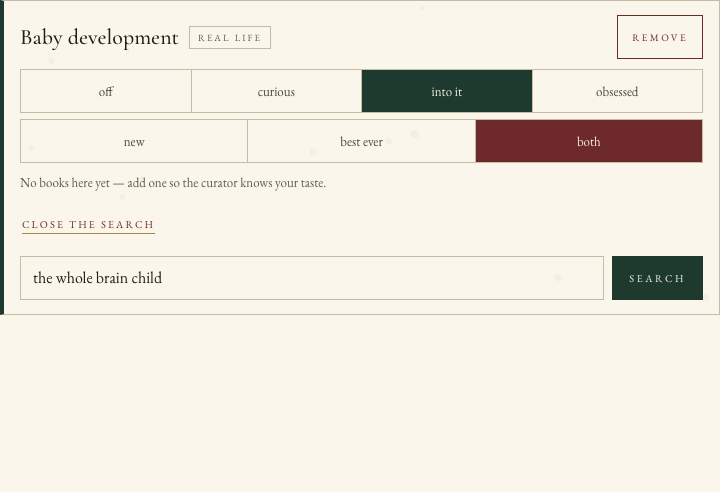 Baby development REAL LIFE REMOVE
off curious into it obsessed
new best ever both
No books here yet — add one so the curator knows your taste.
CLOSE THE SEARCH
the whole brain child SEARCH